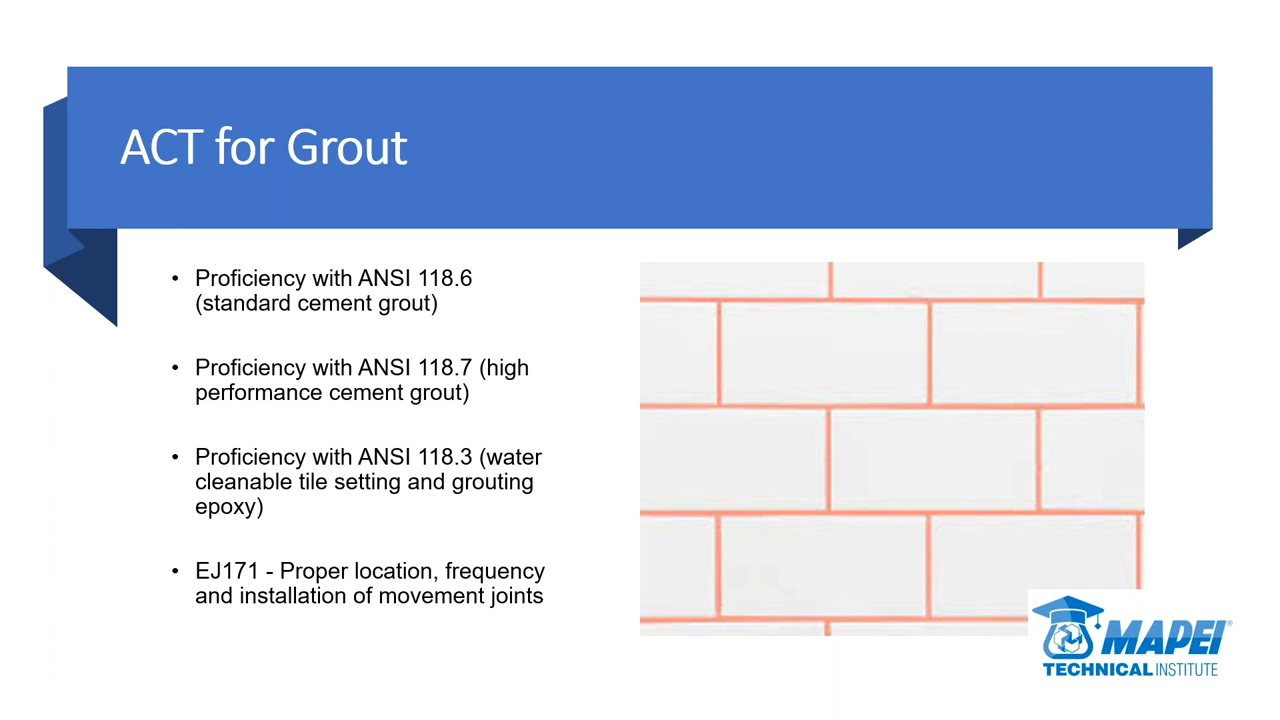 ACT for Grout
• Proficiency with ANSI 118.6
(standard cement grout)
• Proficiency with ANSI 118.7 (high
performance cement grout)
• Proficiency with ANSI 118.3 (water
cleanable tile setting and grouting
epoxy)
• EJ171 - Proper location, frequency
and installation of movement joints
MAPEI®
TECHNICAL INSTITUTE